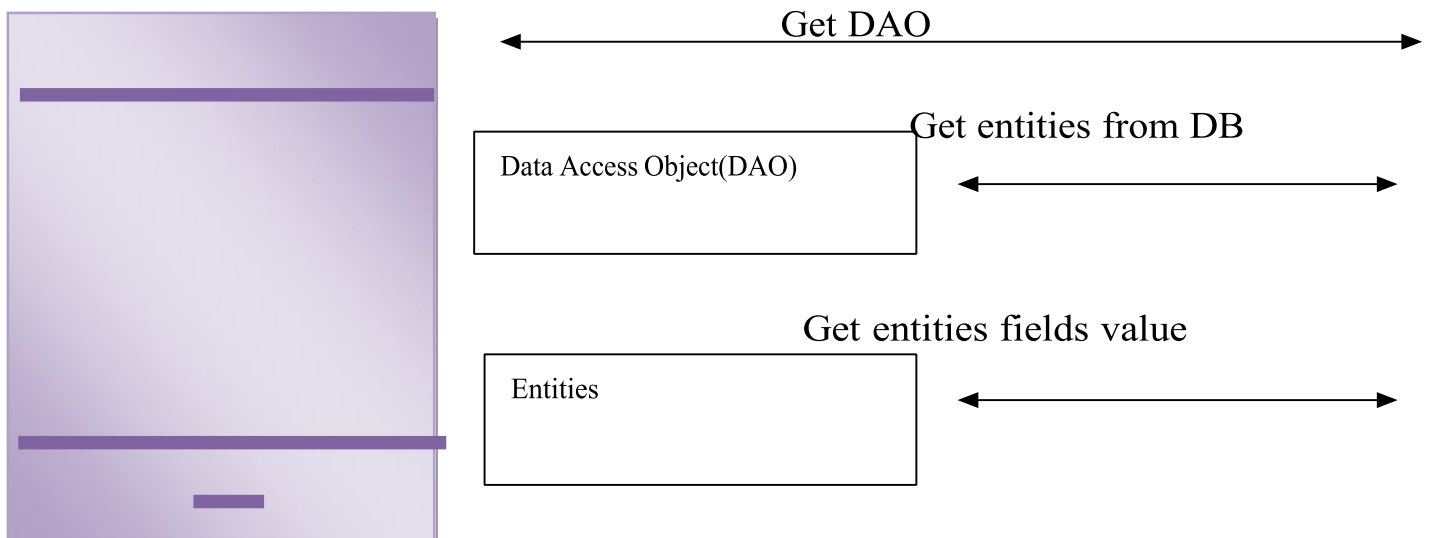 Get DAO
Get entities from DB
Data Access Object(DAO)
Get entities fields value
Entities